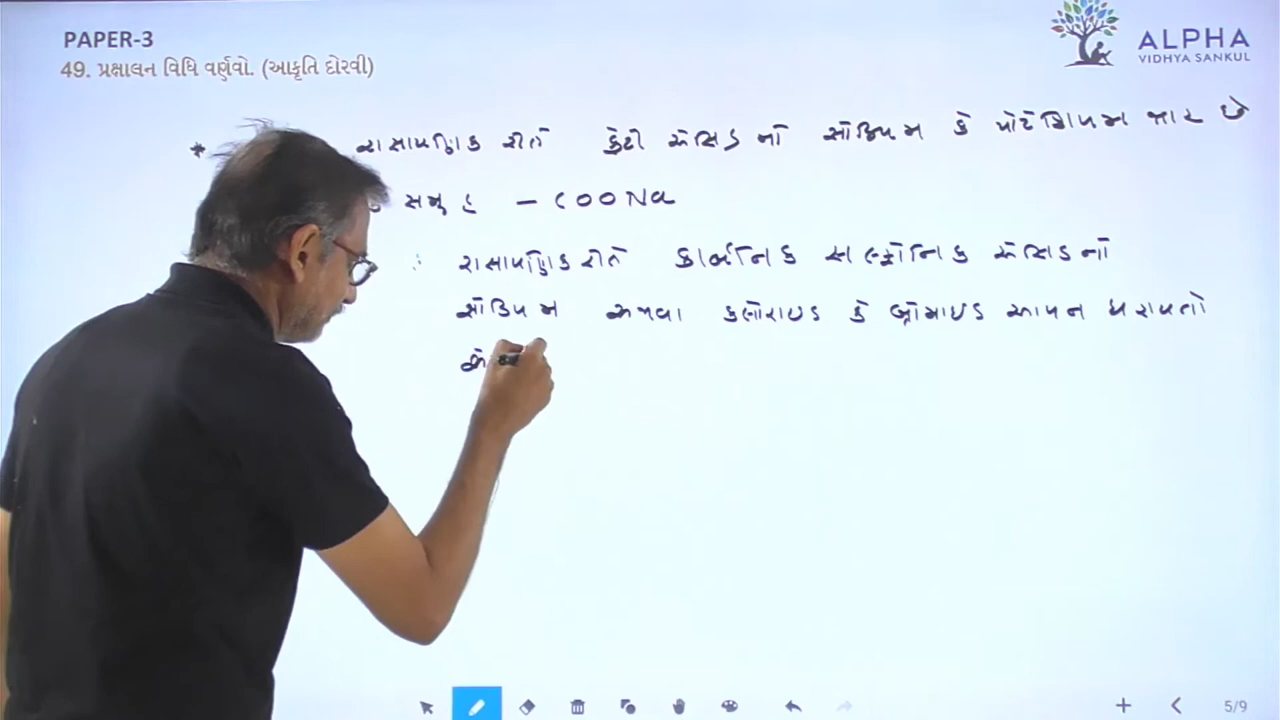 PAPER-3
49. પ્રક્ષાલન વિધિ વર્ણવો. (આકૃતિ દોરવી)
ALPHA
VIDHYA SANKUL
* રાસાયણિક રીતે ફેટી એસિડ નાં સોડિયમ કે પોટેશિયમ ક્ષાર છે
સમૂહ - COONa
∴ રાસાયણિક રીતે કાર્બનિક સલ્ફોનિક એસિડનાં
સોડિયમ અથવા ક્લોરાઇડ કે બ્રોમાઇડ આયન ધરાવતાં
5/9